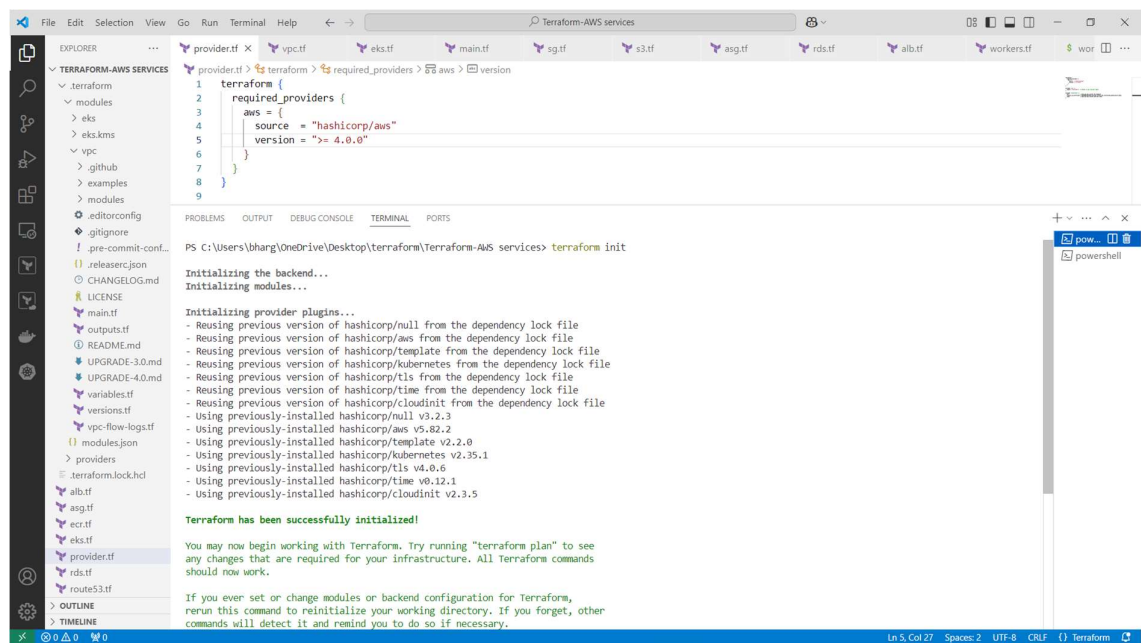 File Edit Selection View Go Run Terminal Help
Terraform-AWS services
EXPLORER
provider.tf
vpc.tf
eks.tf
main.tf
sg.tf
s3.tf
asg.tf
rds.tf
alb.tf
workers.tf
$ wor
TERRAFORM-AWS SERVICES
.terraform
modules
eks
eks.kms
vpc
.github
examples
modules
.editorconfig
.gitignore
.pre-commit-conf...
.releaserc.json
CHANGELOG.md
LICENSE
main.tf
outputs.tf
README.md
UPGRADE-3.0.md
UPGRADE-4.0.md
variables.tf
versions.tf
vpc-flow-logs.tf
modules.json
providers
.terraform.lock.hcl
alb.tf
asg.tf
ecr.tf
eks.tf
provider.tf
rds.tf
route53.tf
OUTLINE
TIMELINE
provider.tf > terraform > required_providers > aws > version
1 terraform {
2 required_providers {
3 aws = {
4 source = "hashicorp/aws"
5 version = ">= 4.0.0"
6 }
7 }
8 }
9
PROBLEMS OUTPUT DEBUG CONSOLE TERMINAL PORTS
pow...
powershell
PS C:\Users\bharg\OneDrive\Desktop\terraform\Terraform-AWS services> terraform init
Initializing the backend...
Initializing modules...
Initializing provider plugins...
- Reusing previous version of hashicorp/null from the dependency lock file
- Reusing previous version of hashicorp/aws from the dependency lock file
- Reusing previous version of hashicorp/template from the dependency lock file
- Reusing previous version of hashicorp/kubernetes from the dependency lock file
- Reusing previous version of hashicorp/tls from the dependency lock file
- Reusing previous version of hashicorp/time from the dependency lock file
- Reusing previous version of hashicorp/cloudinit from the dependency lock file
- Using previously-installed hashicorp/null v3.2.3
- Using previously-installed hashicorp/aws v5.82.2
- Using previously-installed hashicorp/template v2.2.0
- Using previously-installed hashicorp/kubernetes v2.35.1
- Using previously-installed hashicorp/tls v4.0.6
- Using previously-installed hashicorp/time v0.12.1
- Using previously-installed hashicorp/cloudinit v2.3.5
Terraform has been successfully initialized!
You may now begin working with Terraform. Try running "terraform plan" to see
any changes that are required for your infrastructure. All Terraform commands
should now work.
If you ever set or change modules or backend configuration for Terraform,
rerun this command to reinitialize your working directory. If you forget, other
commands will detect it and remind you to do so if necessary.
0 0 0
Ln 5, Col 27 Spaces: 2 UTF-8 CRLF {} Terraform